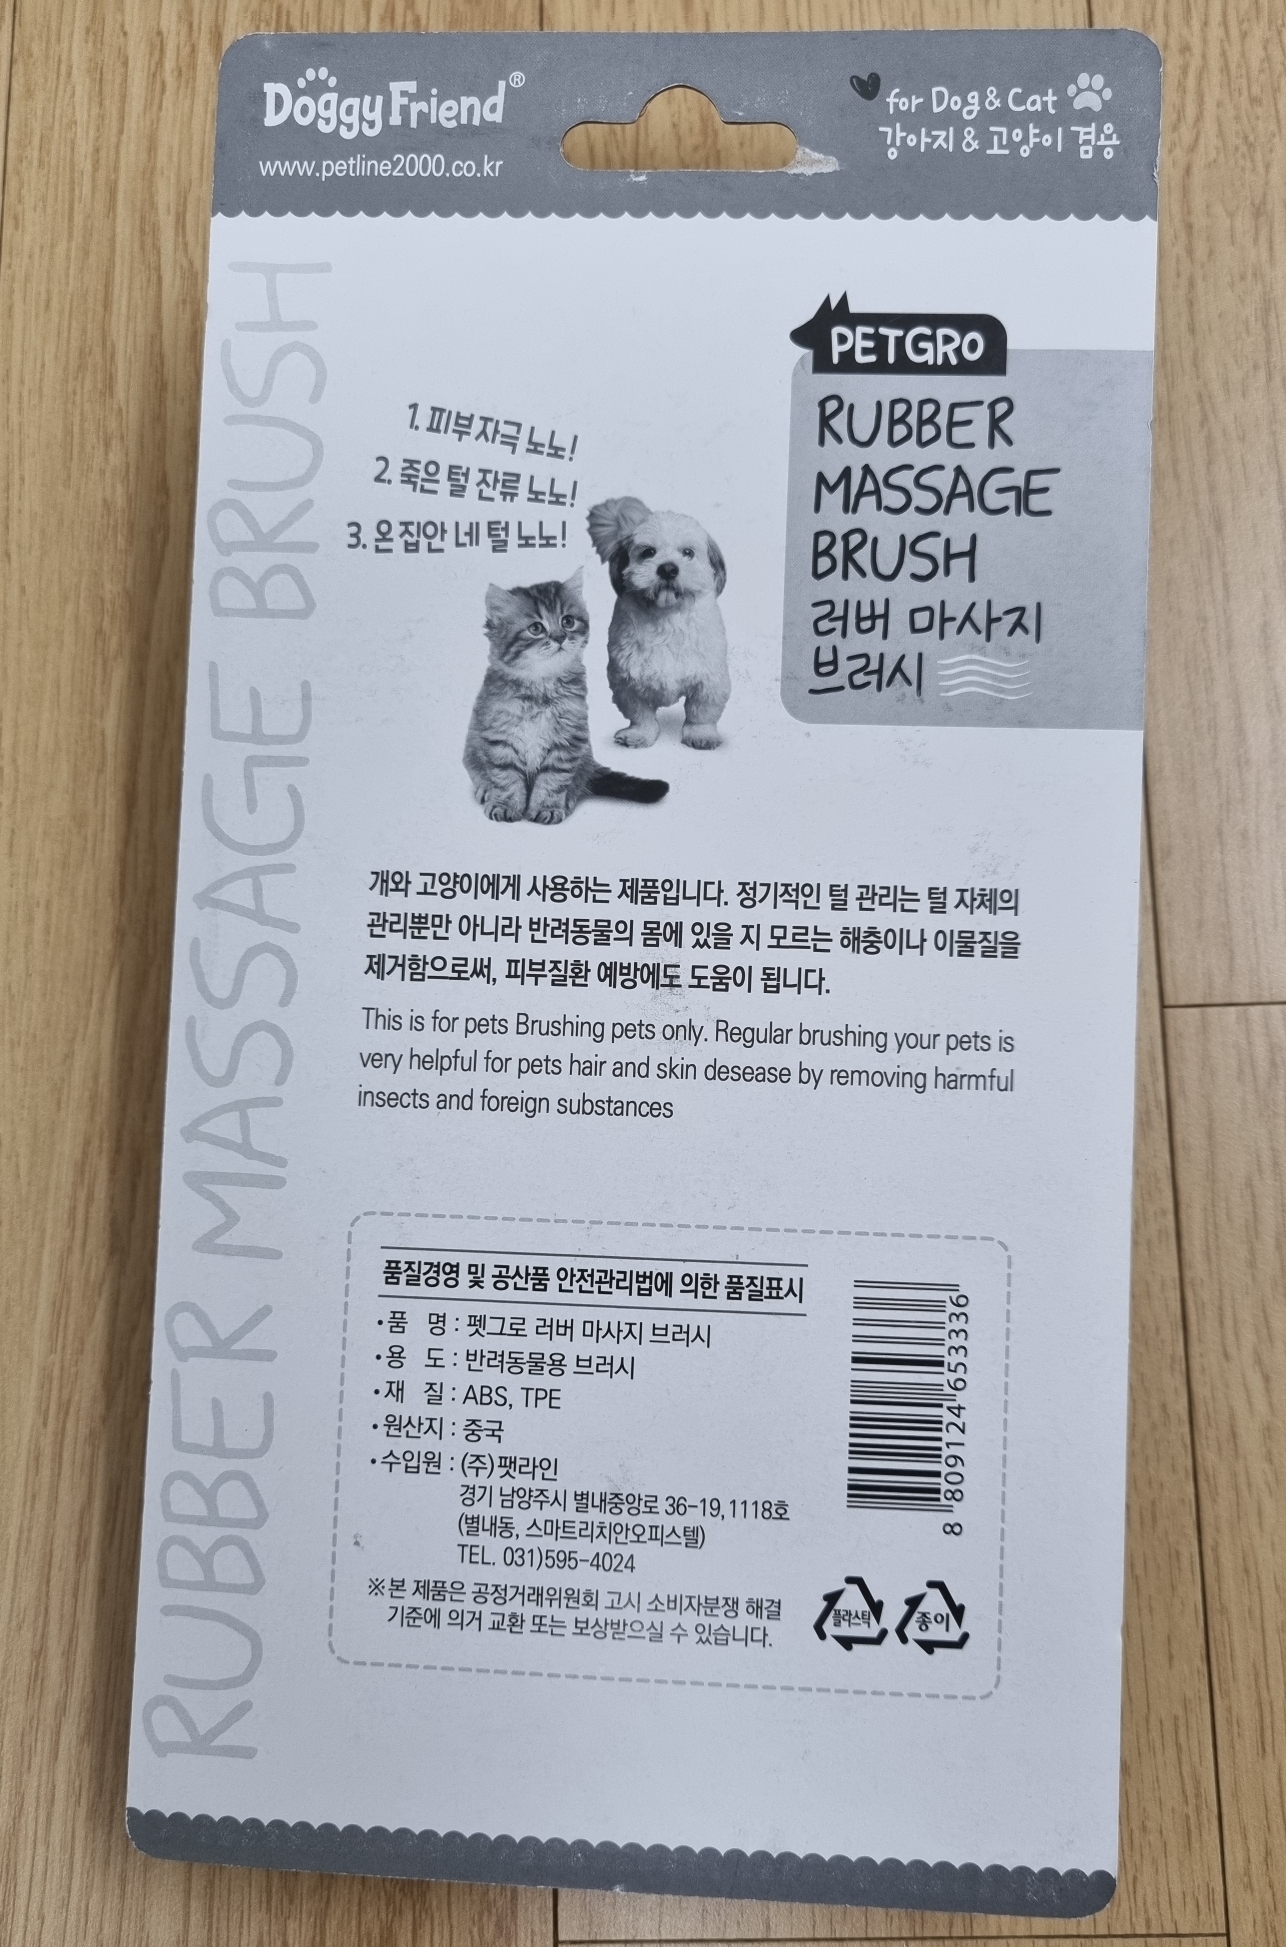 Doggy Friend®
www.petline2000.co.kr
for Dog & Cat
강아지 & 고양이 겸용
RUBBER MASSAGE BRUSH
PETGRO
RUBBER
MASSAGE
BRUSH
러버 마사지
브러시
1. 피부자극 노노!
2. 죽은 털 잔류 노노!
3. 온 집안 네 털 노노!
개와 고양이에게 사용하는 제품입니다. 정기적인 털 관리는 털 자체의
관리뿐만 아니라 반려동물의 몸에 있을 지 모르는 해충이나 이물질을
제거함으로써, 피부질환 예방에도 도움이 됩니다.
This is for pets Brushing pets only. Regular brushing your pets is
very helpful for pets hair and skin desease by removing harmful
insects and foreign substances
품질경영 및 공산품 안전관리법에 의한 품질표시
•품 명 : 펫그로 러버 마사지 브러시
•용 도 : 반려동물용 브러시
•재 질 : ABS, TPE
•원산지 : 중국
•수입원 : (주)팻라인
경기 남양주시 별내중앙로 36-19, 1118호
(별내동, 스마트리치안오피스텔)
TEL. 031)595-4024
※본 제품은 공정거래위원회 고시 소비자분쟁 해결
기준에 의거 교환 또는 보상받으실 수 있습니다.
8 809124 653336
플라스틱
종이